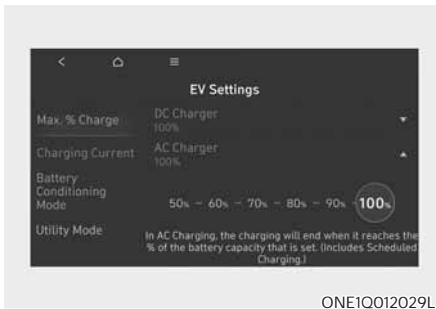 EV Settings
Max. % Charge
DC Charger
100%
Charging Current
AC Charger
100%
Battery
Conditioning
Mode
50% - 60% - 70% - 80% - 90% - 100%
Utility Mode
In AC Charging, the charging will end when it reaches the
% of the battery capacity that is set. (Includes Scheduled
Charging.)
ONE1Q012029L